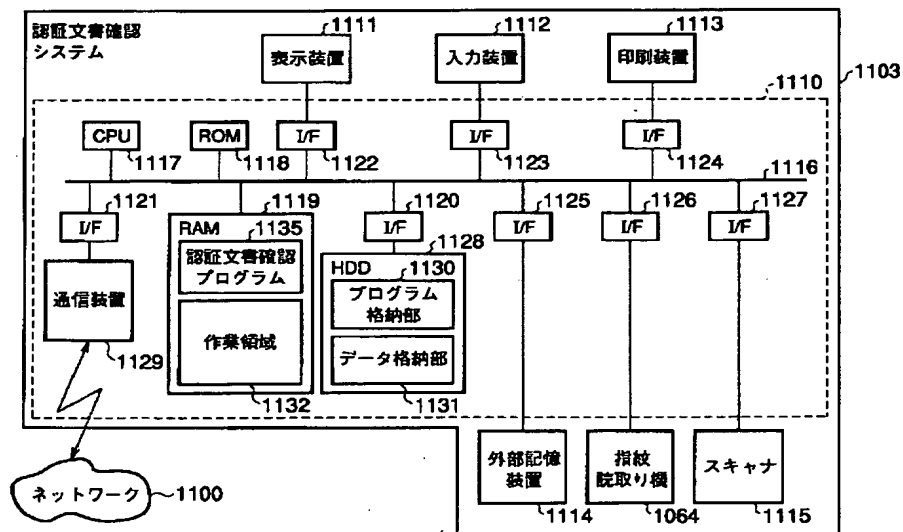 認証文書確認
システム
1111
表示装置
1112
入力装置
1113
印刷装置
1103
1110
CPU
1117
ROM
1118
I/F
1122
I/F
1123
I/F
1124
1116
1121
I/F
1119
RAM
1135
認証文書確認
プログラム
作業領域
1132
1120
I/F
1128
HDD
1130
プログラム
格納部
データ格納部
1131
1125
I/F
1126
I/F
1127
I/F
通信装置
1129
ネットワーク
1100
外部記憶
装置
1114
指紋
読取り機
1064
スキャナ
1115